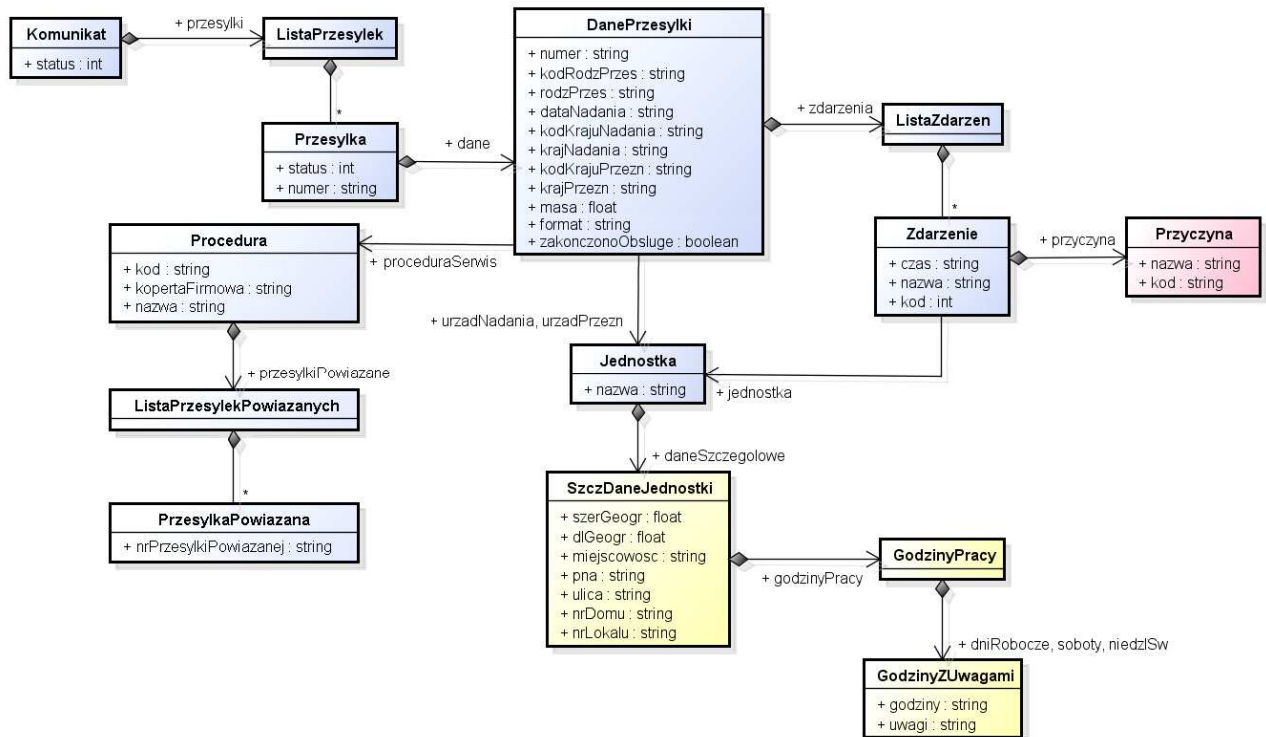 Komunikat
+ status : int
+ przesylki
ListaPrzesylek
*
Przesylka
+ status : int
+ numer : string
+ dane
DanePrzesylki
+ numer : string
+ kodRodzPrzes : string
+ rodzPrzes : string
+ dataNadania : string
+ kodKrajuNadania : string
+ krajNadania : string
+ kodKrajuPrzezn : string
+ krajPrzezn : string
+ masa : float
+ format : string
+ zakonczonoObsluge : boolean
+ zdarzenia
ListaZdarzen
*
Zdarzenie
+ czas : string
+ nazwa : string
+ kod : int
+ przyczyna
Przyczyna
+ nazwa : string
+ kod : string
Procedura
+ kod : string
+ kopertaFirmowa : string
+ nazwa : string
+ proceduraSerwis
+ urzadNadania, urzadPrzezn
+ przesylkiPowiazane
ListaPrzesylekPowiazanych
*
PrzesylkaPowiazana
+ nrPrzesylkiPowiazanej : string
Jednostka
+ nazwa : string
+ jednostka
+ daneSzczegolowe
SzczDaneJednostki
+ szerGeogr : float
+ dlGeogr : float
+ miejscowosc : string
+ pna : string
+ ulica : string
+ nrDomu : string
+ nrLokalu : string
+ godzinyPracy
GodzinyPracy
+ dniRobocze, soboty, niedzISw
GodzinyZUwagami
+ godziny : string
+ uwagi : string